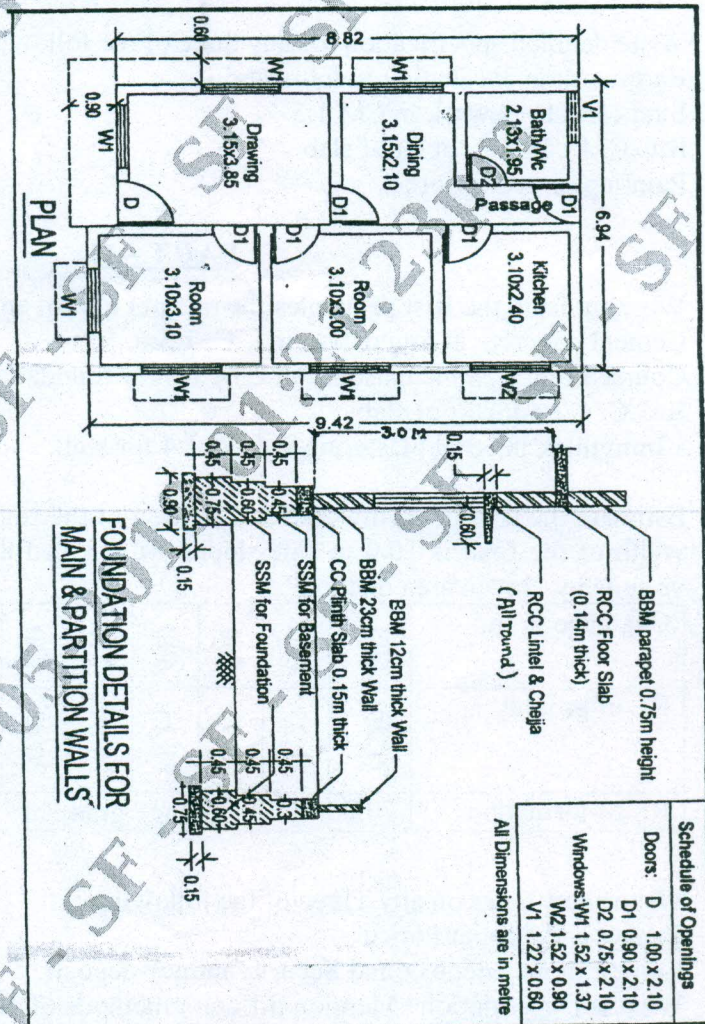 Schedule of Openings
Doors: D 1.00 x 2.10
D1 0.90 x 2.10
D2 0.75 x 2.10
Windows: W1 1.52 x 1.37
W2 1.52 x 0.90
V1 1.22 x 0.60
All Dimensions are in metre
8.82
0.60
0.90
W1
W1
W1
V1
Drawing
3.15x3.85
Dining
3.15x2.10
Bath/Wc
2.13x1.95
D2
Passage
D1
D
D1
6.94
D1
D1
D1
Room
3.10x3.10
Room
3.10x3.00
Kitchen
3.10x2.40
W1
W1
W1
W2
9.42
PLAN
BBM parapet 0.75m height
RCC Floor Slab
(0.14m thick)
RCC Lintel & Chejja
(All round)
3.0 M
0.15
0.60
BBM 12cm thick Wall
BBM 23cm thick Wall
CC Plinth Slab 0.15m thick
SSM for Basement
SSM for Foundation
0.45
0.45
0.45
0.45
0.60
0.75
0.90
0.15
0.45
0.45
0.45
0.3
0.45
0.60
0.75
0.15
FOUNDATION DETAILS FOR
MAIN & PARTITION WALLS